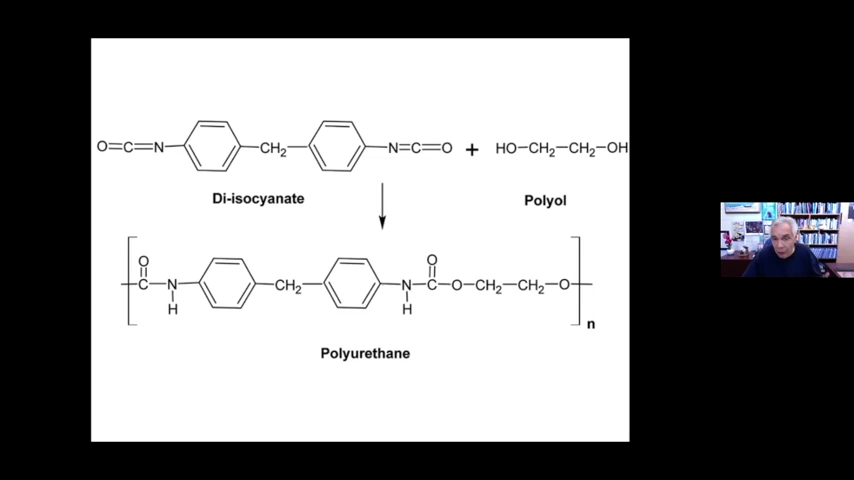 O=C=N CH2 N=C=O + HO-CH2-CH2-OH
Di-isocyanate Polyol
O O
C-N CH2 N-C-O-CH2-CH2-O
H H
n
Polyurethane